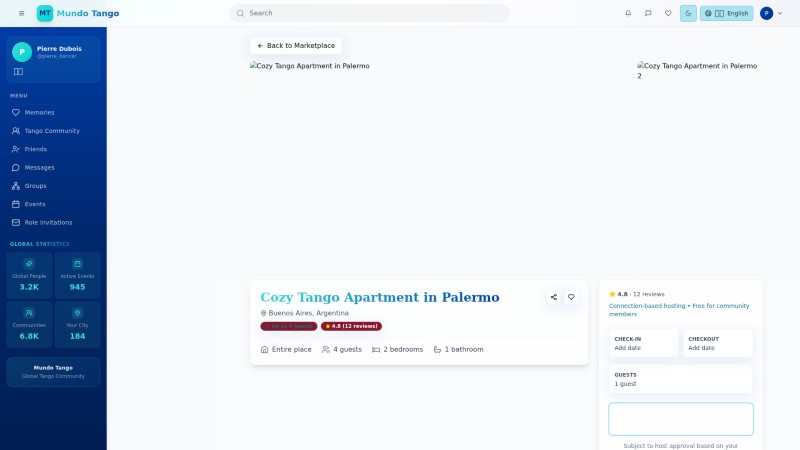 MT Mundo Tango
Search
English
P
← Back to Marketplace
P
Pierre Dubois
@pierre_dancer
MENU
Memories
Tango Community
Friends
Messages
Groups
Events
Role Invitations
GLOBAL STATISTICS
Global People
3.2K
Active Events
945
Communities
6.8K
Your City
184
Mundo Tango
Global Tango Community
Cozy Tango Apartment in Palermo
Cozy Tango Apartment in Palermo
2
Cozy Tango Apartment in Palermo
Buenos Aires, Argentina
4.8 (12 reviews)
Entire place
4 guests
2 bedrooms
1 bathroom
4.8 · 12 reviews
Connection-based hosting • Free for community
members
CHECK-IN
Add date
CHECKOUT
Add date
GUESTS
1 guest
Subject to host approval based on your